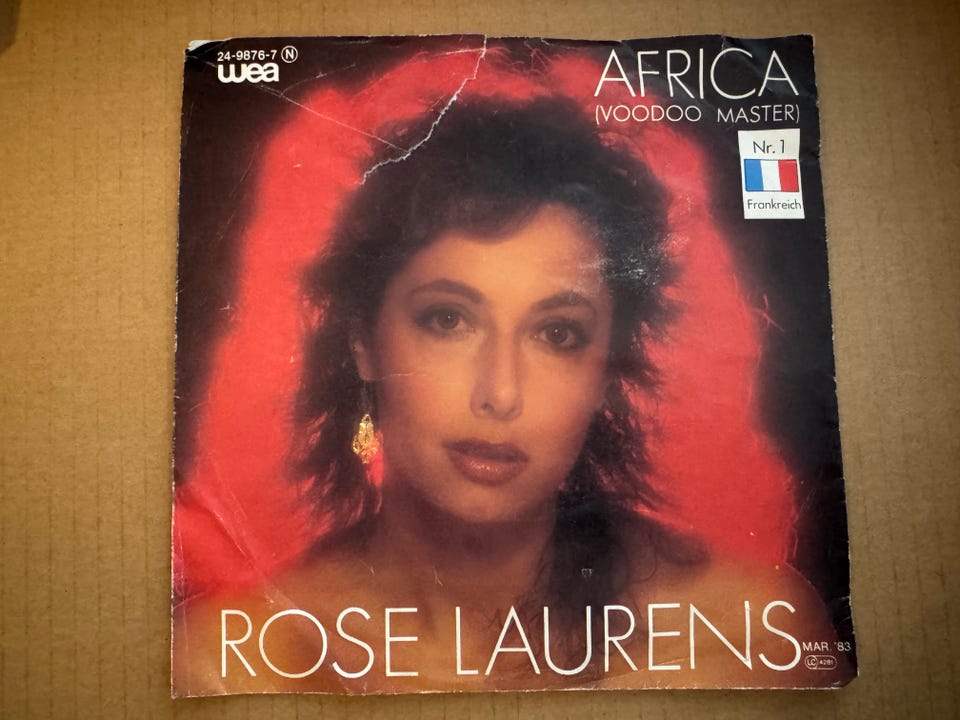 24-9876-7 N
wea
AFRICA
(VOODOO MASTER)
Nr. 1
Frankreich
ROSE LAURENS
MAR. '83
LC 4281